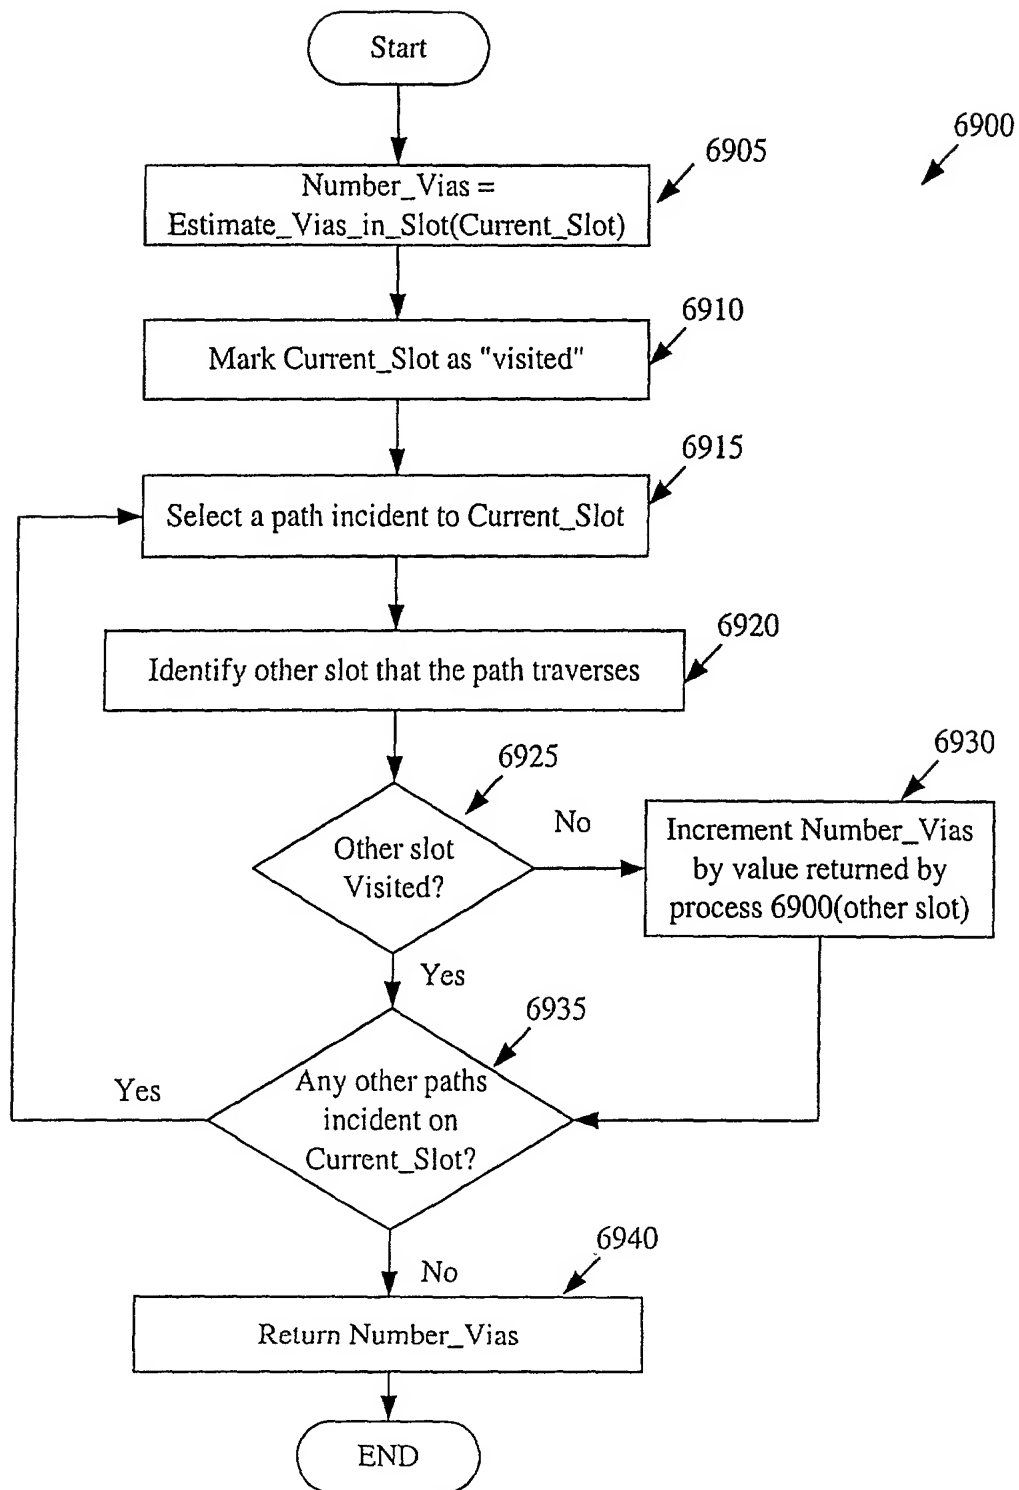 Start
6900
6905
Number_Vias =
Estimate_Vias_in_Slot(Current_Slot)
6910
Mark Current_Slot as "visited"
6915
Select a path incident to Current_Slot
6920
Identify other slot that the path traverses
6925
Other slot
Visited?
No
6930
Increment Number_Vias
by value returned by
process 6900(other slot)
Yes
6935
Any other paths
incident on
Current_Slot?
Yes
No
6940
Return Number_Vias
END